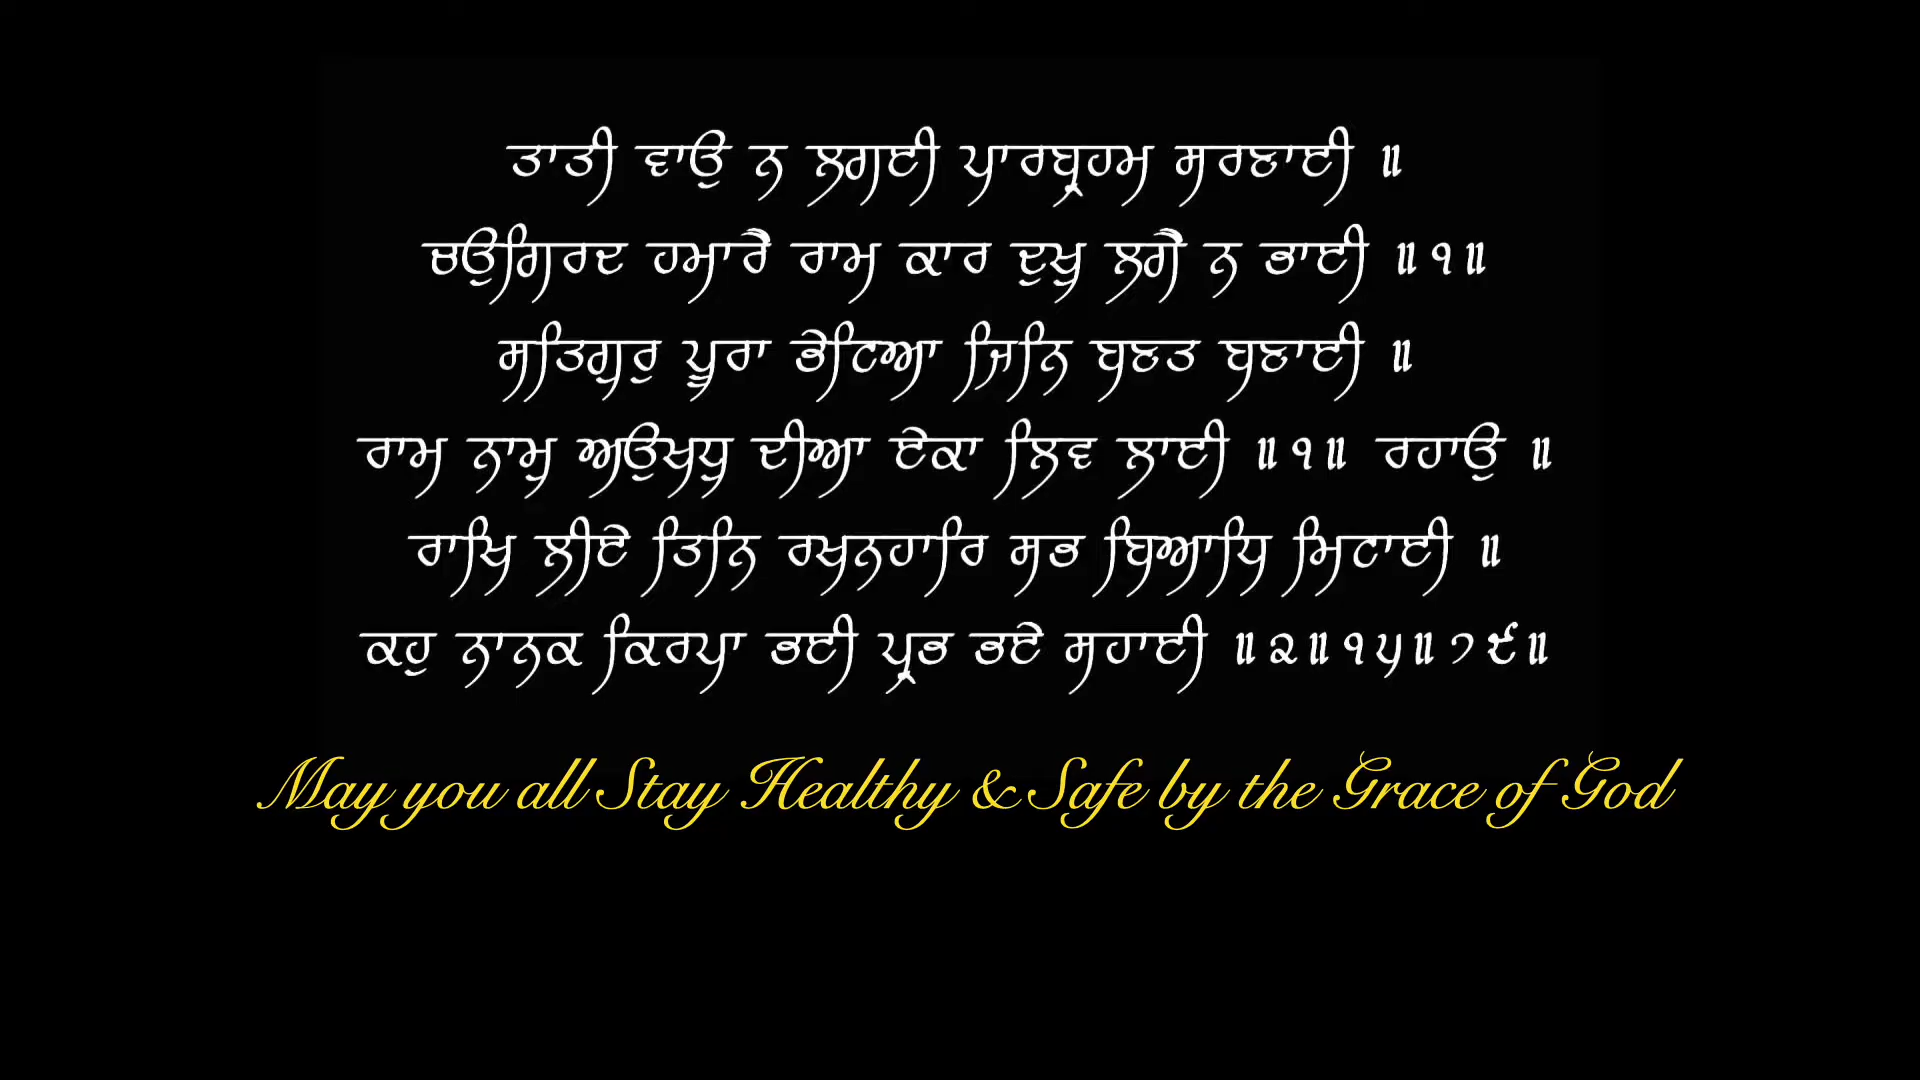 ਤਾਤੀ ਵਾਉ ਨ ਲਗਈ ਪਾਰਬ੍ਰਹਮ ਸਰਣਾਈ ॥
ਚਉਗਿਰਦ ਹਮਾਰੈ ਰਾਮ ਕਾਰ ਦੁਖੁ ਲਗੈ ਨ ਭਾਈ ॥੧॥
ਸਤਿਗੁਰੁ ਪੂਰਾ ਭੇਟਿਆ ਜਿਨਿ ਬਣਤ ਬਣਾਈ ॥
ਰਾਮ ਨਾਮੁ ਅਉਖਧੁ ਦੀਆ ਏਕਾ ਲਿਵ ਲਾਈ ॥੧॥ ਰਹਾਉ ॥
ਰਾਖਿ ਲੀਏ ਤਿਨਿ ਰਖਨਹਾਰਿ ਸਭ ਬਿਆਧਿ ਮਿਟਾਈ ॥
ਕਹੁ ਨਾਨਕ ਕਿਰਪਾ ਭਈ ਪ੍ਰਭ ਭਏ ਸਹਾਈ ॥੨॥੧੫॥੭੯॥
May you all Stay Healthy & Safe by the Grace of God